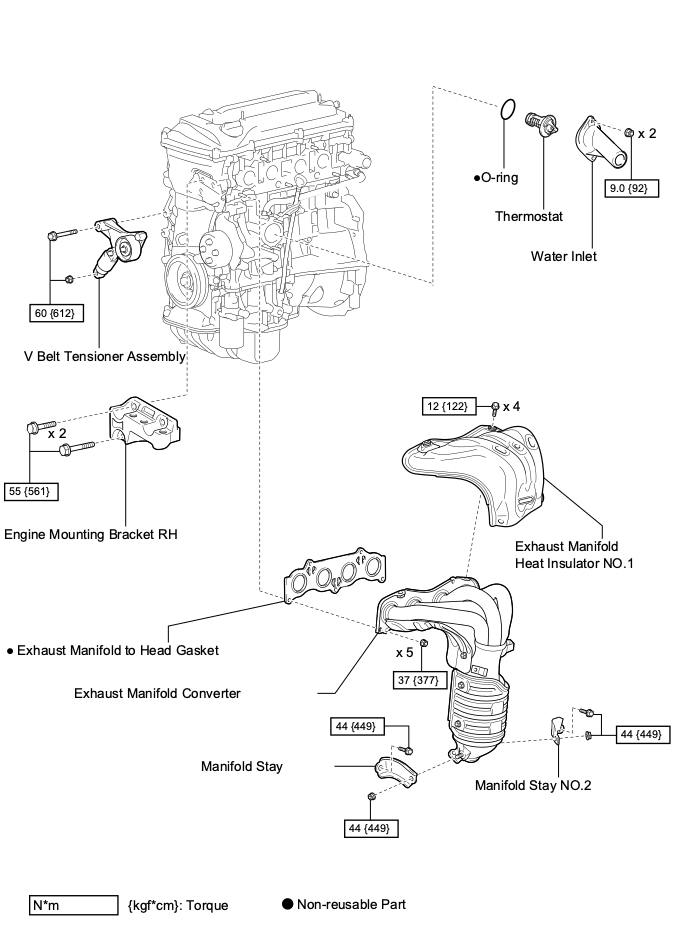 x 2
●O-ring
9.0 {92}
Thermostat
Water Inlet
60 {612}
V Belt Tensioner Assembly
12 {122}
x 4
x 2
55 {561}
Engine Mounting Bracket RH
Exhaust Manifold
Heat Insulator NO.1
● Exhaust Manifold to Head Gasket
x 5
37 {377}
Exhaust Manifold Converter
44 {449}
44 {449}
Manifold Stay
Manifold Stay NO.2
44 {449}
N*m
{kgf*cm}: Torque
● Non-reusable Part